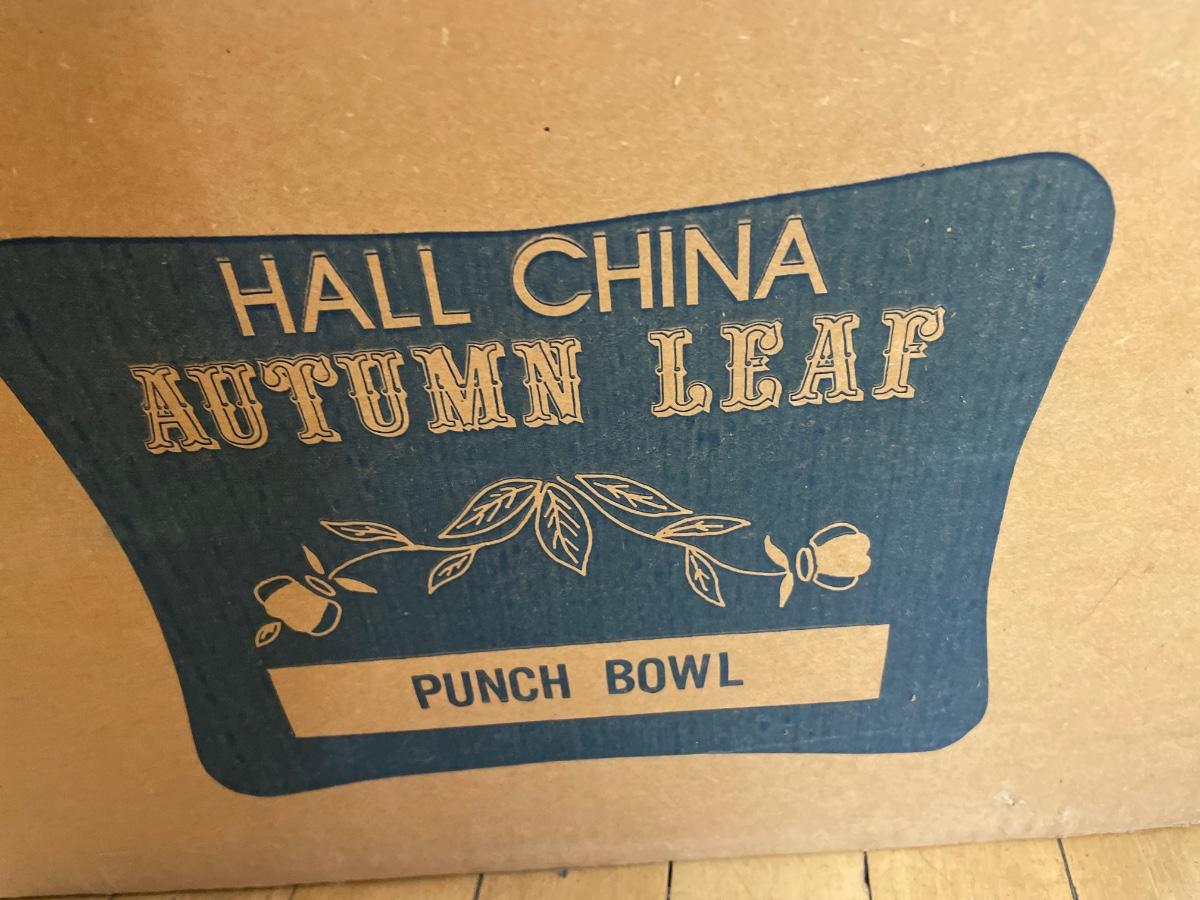 HALL CHINA
AUTUMN LEAF
PUNCH BOWL